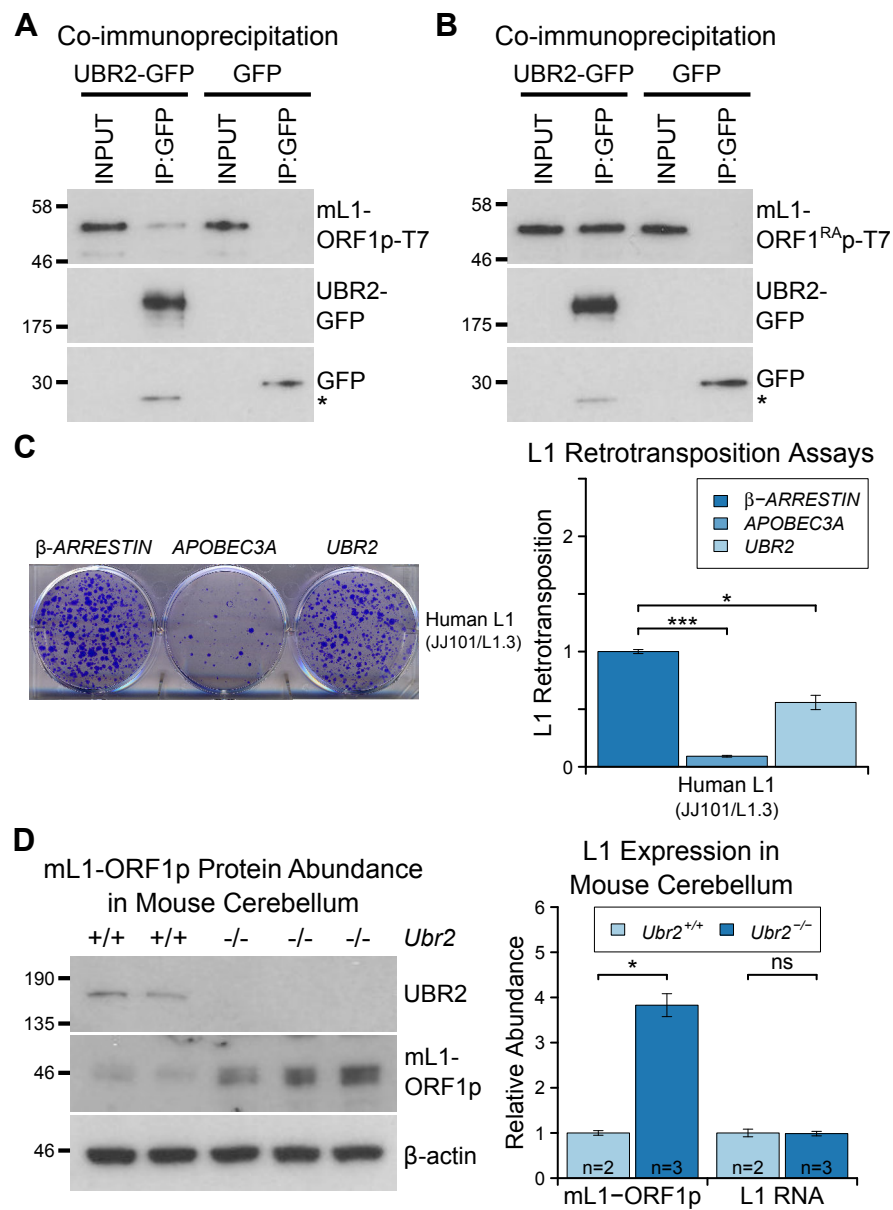 A
Co-immunoprecipitation
UBR2-GFP GFP
INPUT IP:GFP INPUT IP:GFP
58
46
mL1-
ORF1p-T7
175
UBR2-
GFP
30
GFP
*
B
Co-immunoprecipitation
UBR2-GFP GFP
INPUT IP:GFP INPUT IP:GFP
58
46
mL1-
ORF1ᴿᴬp-T7
175
UBR2-
GFP
30
GFP
*
C
β-ARRESTIN APOBEC3A UBR2
Human L1
(JJ101/L1.3)
L1 Retrotransposition Assays
L1 Retrotransposition
2
1
0
β−ARRESTIN
APOBEC3A
UBR2
*
***
Human L1
(JJ101/L1.3)
D
mL1-ORF1p Protein Abundance
in Mouse Cerebellum
+/+ +/+ -/- -/- -/- Ubr2
190
135
UBR2
46
mL1-
ORF1p
46
β-actin
L1 Expression in
Mouse Cerebellum
Relative Abundance
6
5
4
3
2
1
0
Ubr2⁺/⁺ Ubr2⁻/⁻
* ns
n=2 n=3 n=2 n=3
mL1−ORF1p L1 RNA